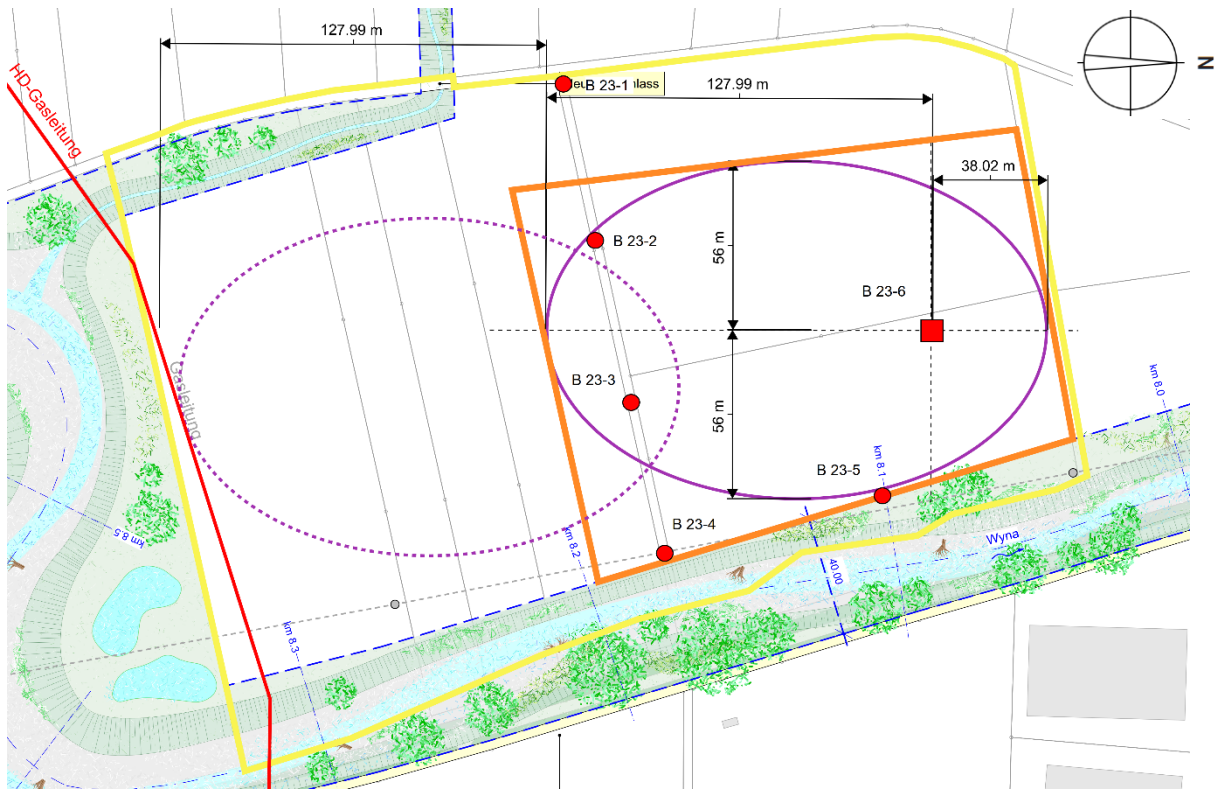 127.99 m
HD-Gasleitung
B 23-1
lass
127.99 m
N
38.02 m
B 23-2
56 m
B 23-6
Gasleitung
B 23-3
km 8.0
56 m
B 23-5
km 8.1
km 8.5
B 23-4
km 8.2
Wyna
40.00
km 8.3